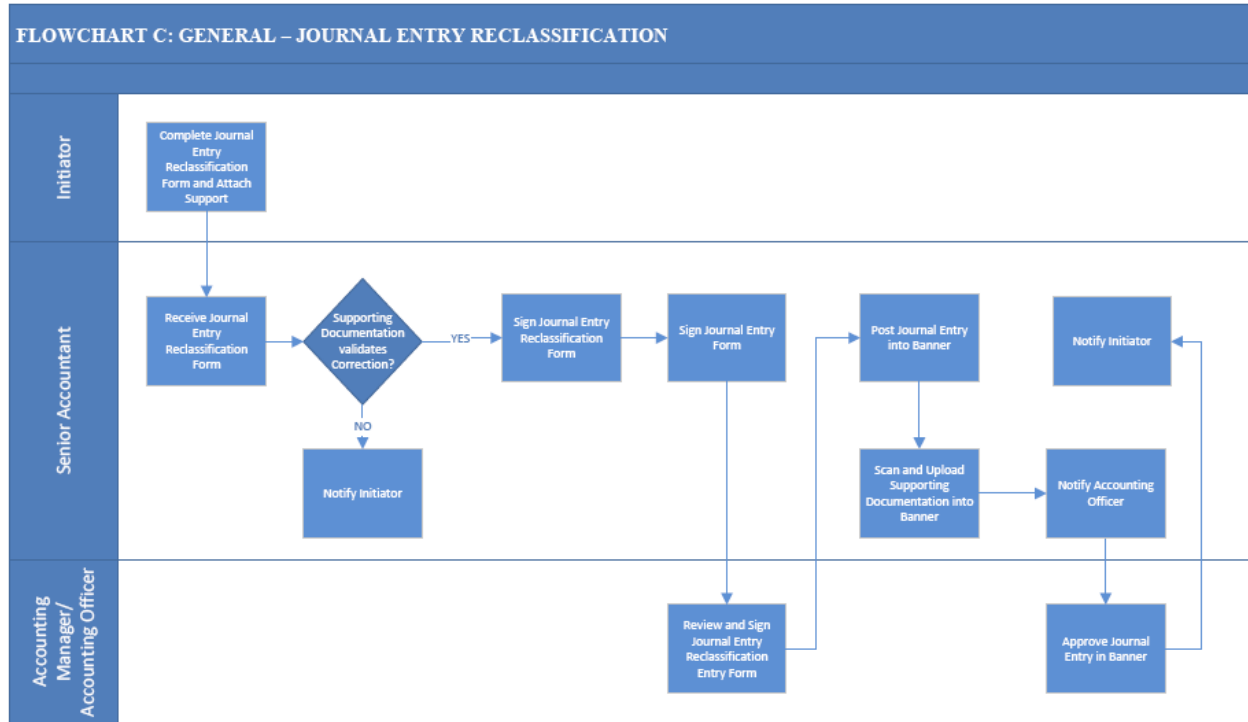 FLOWCHART C: GENERAL – JOURNAL ENTRY RECLASSIFICATION
Initiator
Complete Journal
Entry
Reclassification
Form and Attach
Support
Senior Accountant
Receive Journal
Entry
Reclassification
Form
Supporting
Documentation
validates
Correction?
YES
Sign Journal Entry
Reclassification
Form
Sign Journal Entry
Form
Post Journal Entry
into Banner
Notify Initiator
NO
Notify Initiator
Scan and Upload
Supporting
Documentation into
Banner
Notify Accounting
Officer
Accounting
Manager/
Accounting Officer
Review and Sign
Journal Entry
Reclassification
Entry Form
Approve Journal
Entry in Banner